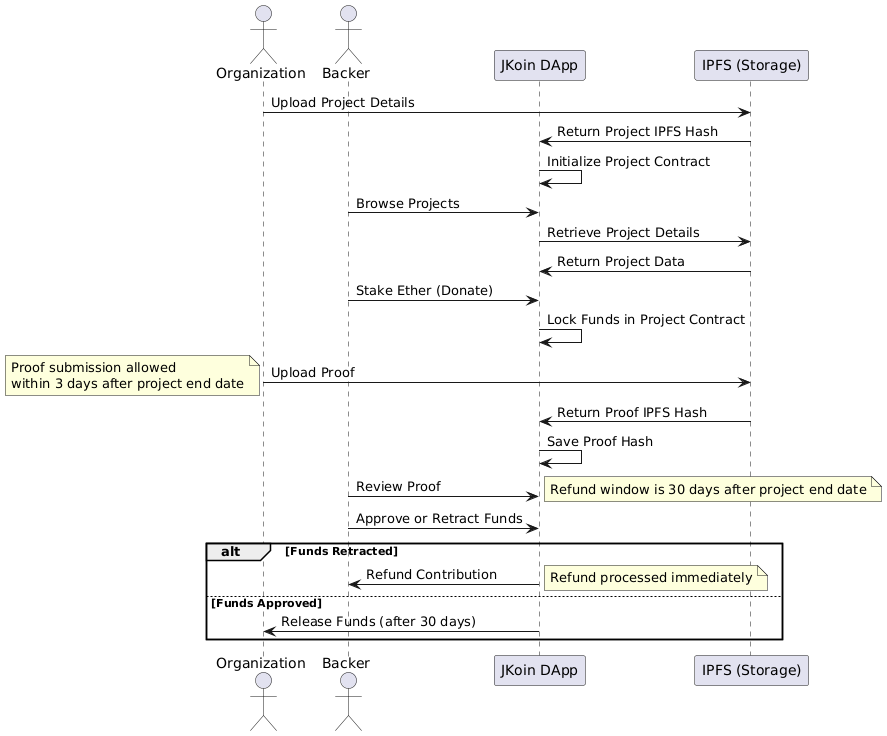 Organization
Backer
JKoin DApp
IPFS (Storage)
Upload Project Details
Return Project IPFS Hash
Initialize Project Contract
Browse Projects
Retrieve Project Details
Return Project Data
Stake Ether (Donate)
Lock Funds in Project Contract
Proof submission allowed
within 3 days after project end date
Upload Proof
Return Proof IPFS Hash
Save Proof Hash
Review Proof
Refund window is 30 days after project end date
Approve or Retract Funds
alt
[Funds Retracted]
Refund Contribution
Refund processed immediately
[Funds Approved]
Release Funds (after 30 days)
Organization
Backer
JKoin DApp
IPFS (Storage)